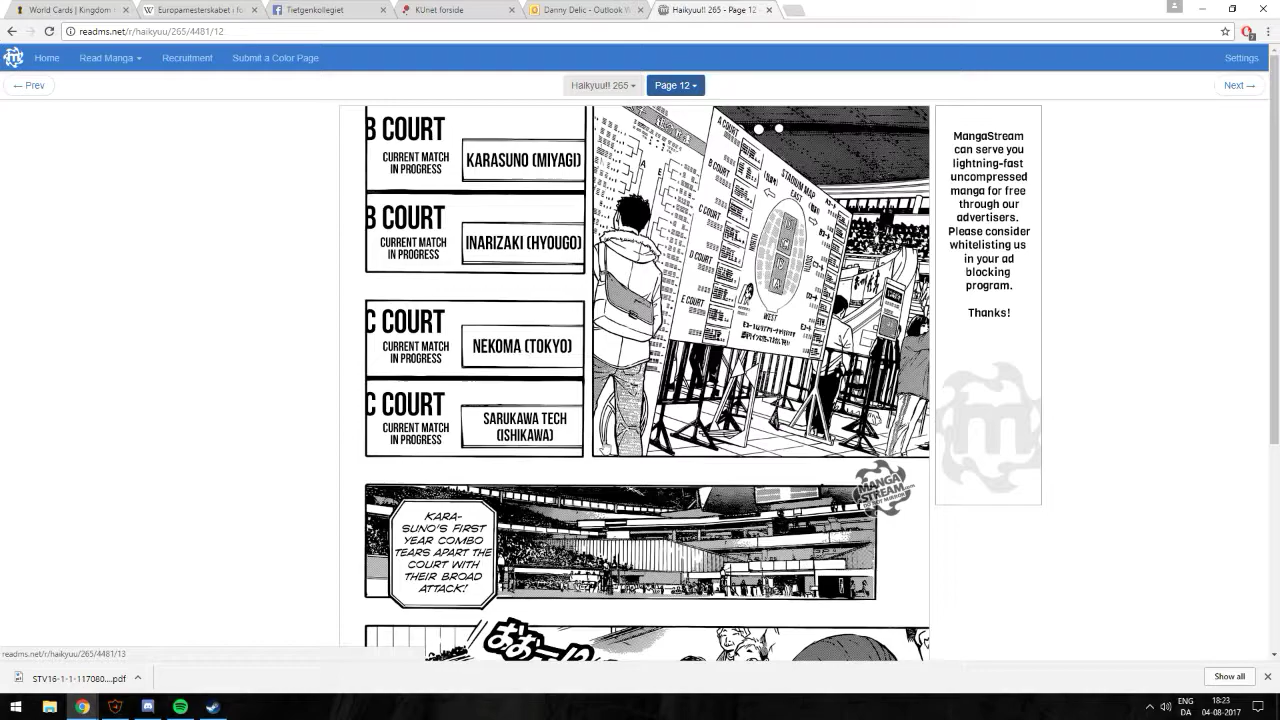 World Cards | Kingdom
Europamesterskabet i fo
Tietgenkollegiet
KUnet forside
Danny Delic - Outlook W
Haikyuu!! 265 - Page 12 -
readms.net/r/haikyuu/265/4481/12
Home
Read Manga
Recruitment
Submit a Color Page
Settings
← Prev
Haikyuu!! 265
Page 12
Next →
B COURT
CURRENT MATCH
IN PROGRESS
KARASUNO (MIYAGI)
B COURT
CURRENT MATCH
IN PROGRESS
INARIZAKI (HYOUGO)
C COURT
CURRENT MATCH
IN PROGRESS
NEKOMA (TOKYO)
C COURT
CURRENT MATCH
IN PROGRESS
SARUKAWA TECH
(ISHIKAWA)
A COURT
B COURT
C COURT
D COURT
E COURT
STADIUM MAP
EAST
NORTH
B
C
D
A
WEST
MangaStream
can serve you
lightning-fast
uncompressed
manga for free
through our
advertisers.
Please consider
whitelisting us
in your ad
blocking
program.
Thanks!
MANGA
STREAM
KARA-
SUNO'S FIRST
YEAR COMBO
TEARS APART THE
COURT WITH
THEIR BROAD
ATTACK!
readms.net/r/haikyuu/265/4481/13
STV16-1-1-117080....pdf
Show all
ENG
DA
18:23
04-08-2017